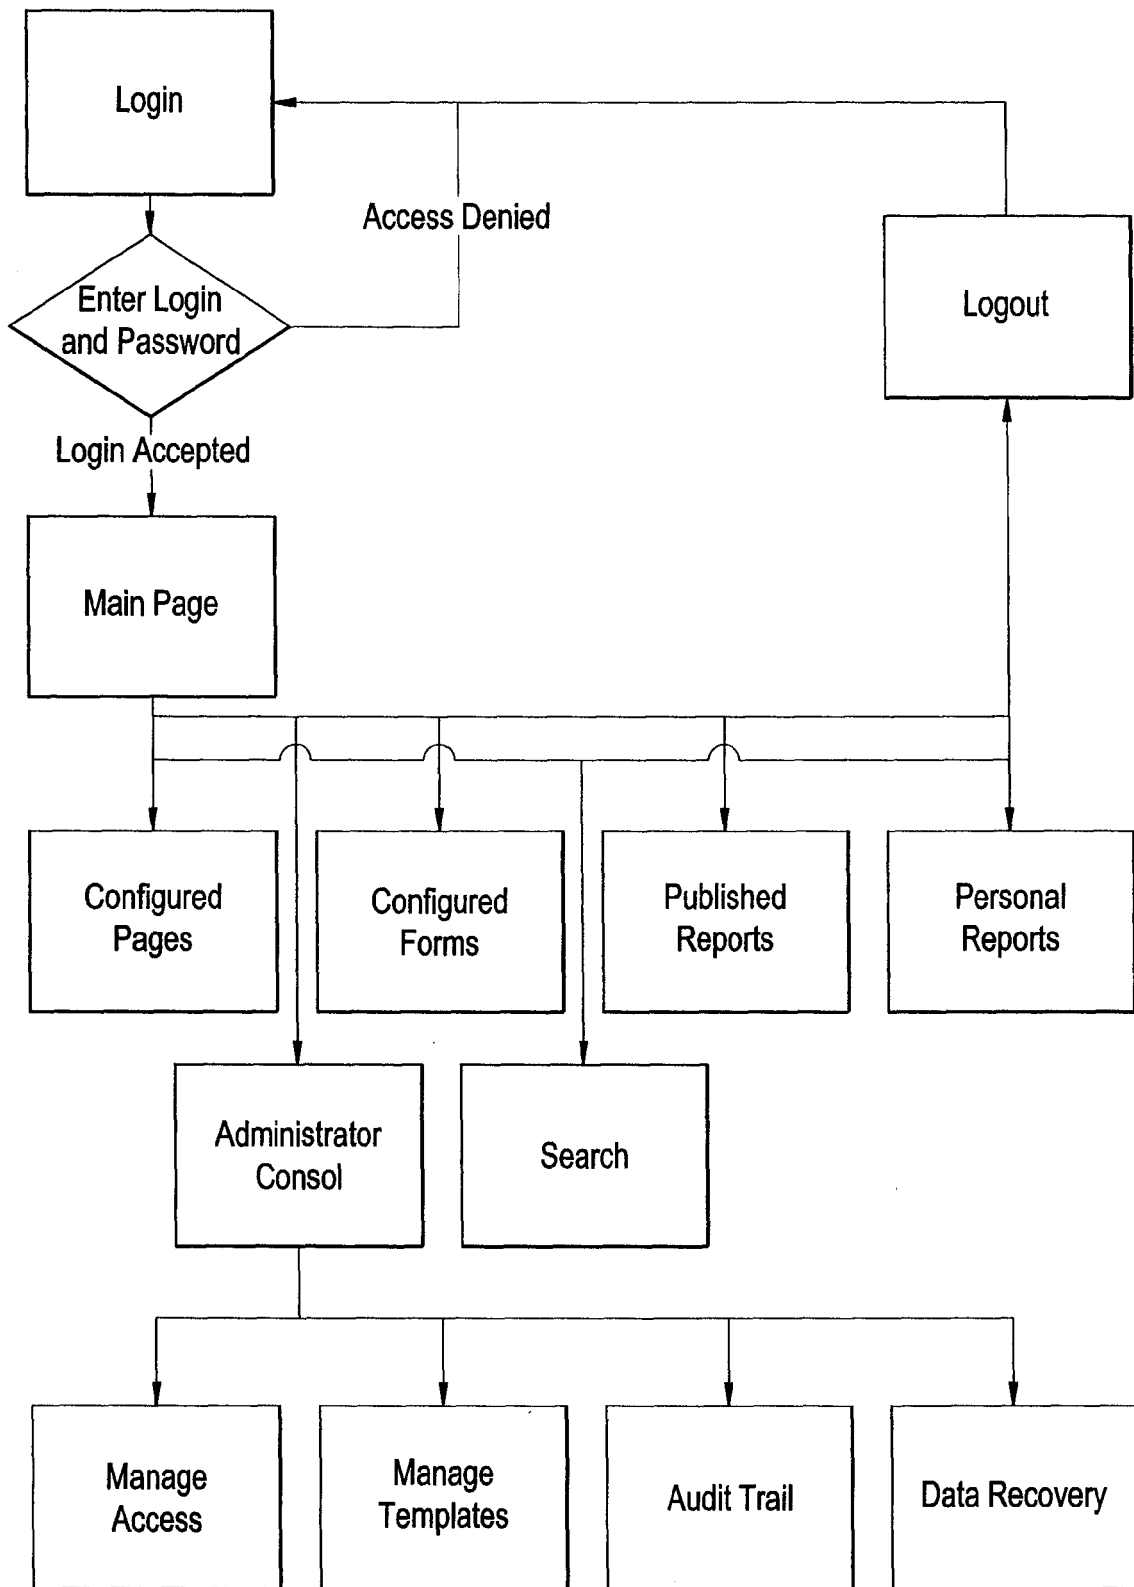 Login
Access Denied
Enter Login
and Password
Logout
Login Accepted
Main Page
Configured
Pages
Configured
Forms
Published
Reports
Personal
Reports
Administrator
Consol
Search
Manage
Access
Manage
Templates
Audit Trail
Data Recovery